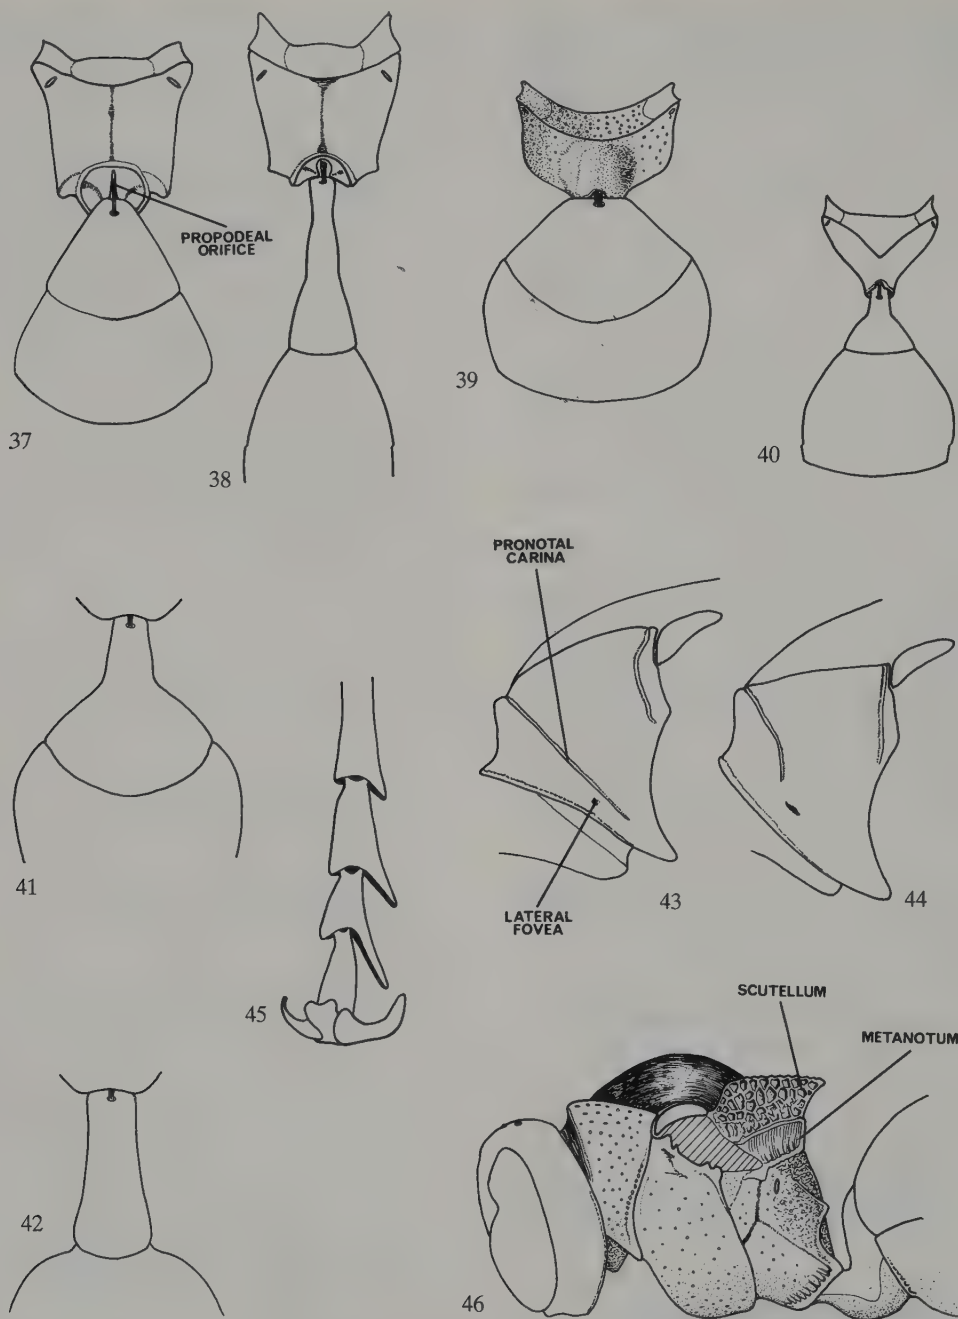 PROPODEAL
ORIFICE
37
38
39
40
PRONOTAL
CARINA
41
43
44
LATERAL
FOVEA
45
SCUTELLUM
METANOTUM
42
46